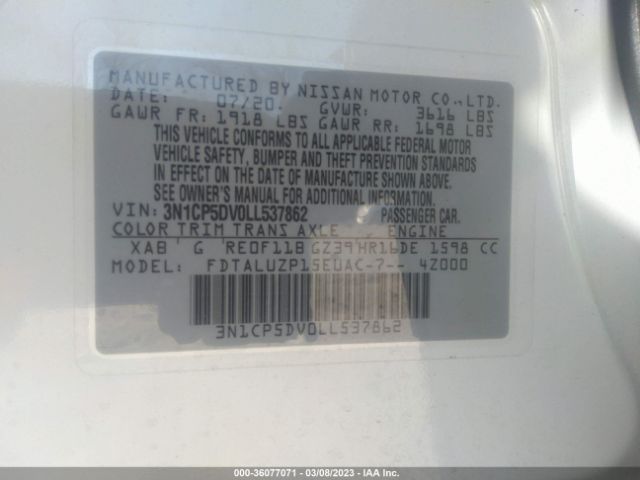 MANUFACTURED BY NISSAN MOTOR CO.,LTD.
DATE: 07/20. GVWR: 3616 LBS
GAWR FR: 1918 LBS GAWR RR: 1698 LBS
THIS VEHICLE CONFORMS TO ALL APPLICABLE FEDERAL MOTOR
VEHICLE SAFETY, BUMPER AND THEFT PREVENTION STANDARDS
IN EFFECT ON THE DATE OF MANUFACTURE SHOWN ABOVE.
SEE OWNER'S MANUAL FOR ADDITIONAL INFORMATION.
VIN: 3N1CP5DV0LL537862 PASSENGER CAR.
COLOR TRIM TRANS AXLE ENGINE
XAB G RE0F11B GZ39 HR16DE 1598 CC
MODEL: FDTALUZP15EUAC-7-- 4Z000
3N1CP5DV0LL537862
000-36077071 - 03/08/2023 - IAA Inc.